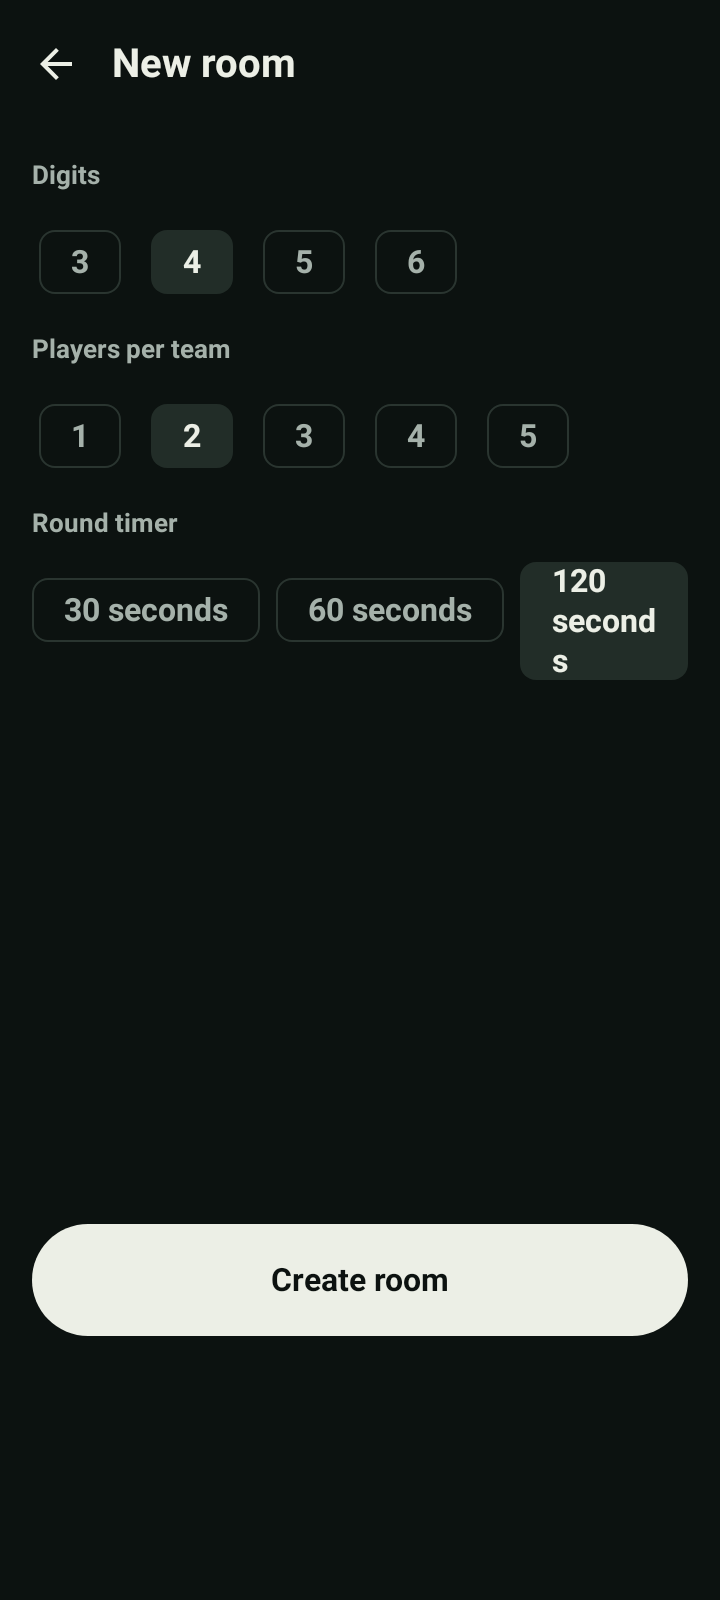 New room
Digits
3 4 5 6
Players per team
1 2 3 4 5
Round timer
30 seconds 60 seconds 120
second
s
Create room